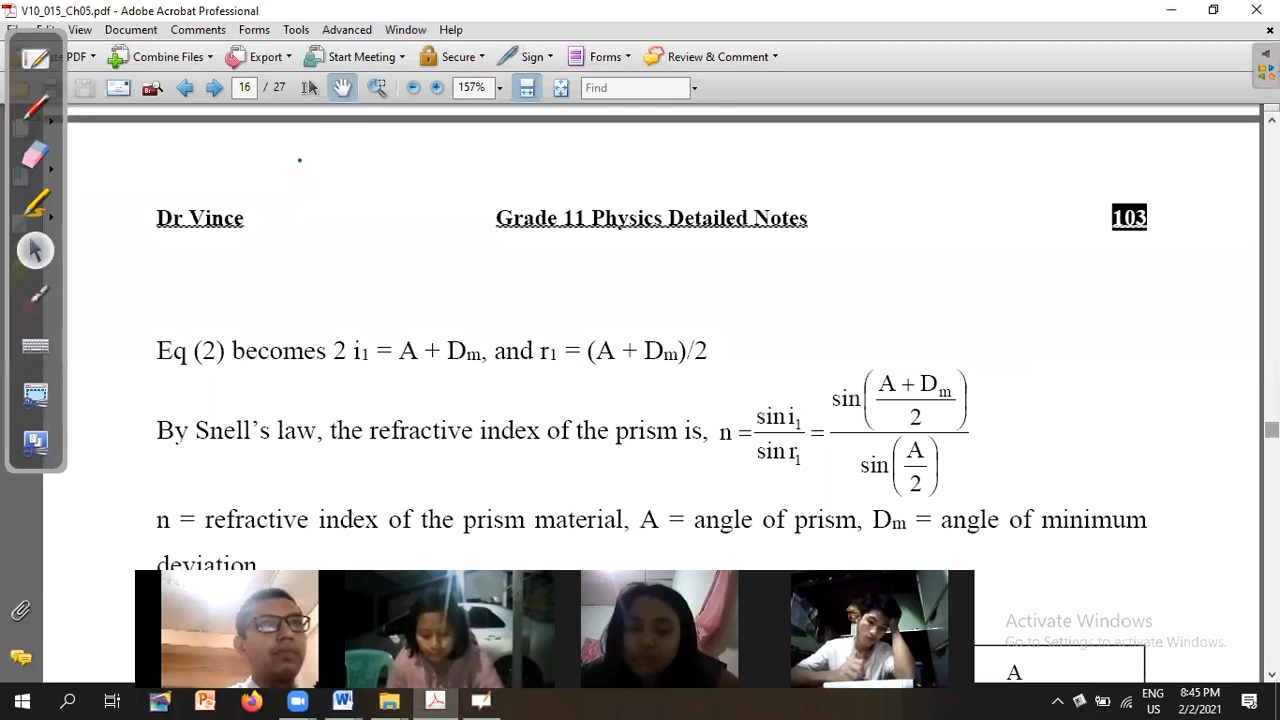 V10_015_Ch05.pdf - Adobe Acrobat Professional
View Document Comments Forms Tools Advanced Window Help
PDF Combine Files Export Start Meeting Secure Sign Forms Review & Comment
16 / 27 157% Find
Dr Vince Grade 11 Physics Detailed Notes 103
Eq (2) becomes 2 i₁ = A + Dₘ, and r₁ = (A + Dₘ)/2
By Snell’s law, the refractive index of the prism is, n = sin i₁ / sin r₁ = sin((A + Dₘ)/2) / sin(A/2)
n = refractive index of the prism material, A = angle of prism, Dₘ = angle of minimum
deviation
Activate Windows
Go to Settings to activate Windows.
A
ENG 8:45 PM
US 2/2/2021